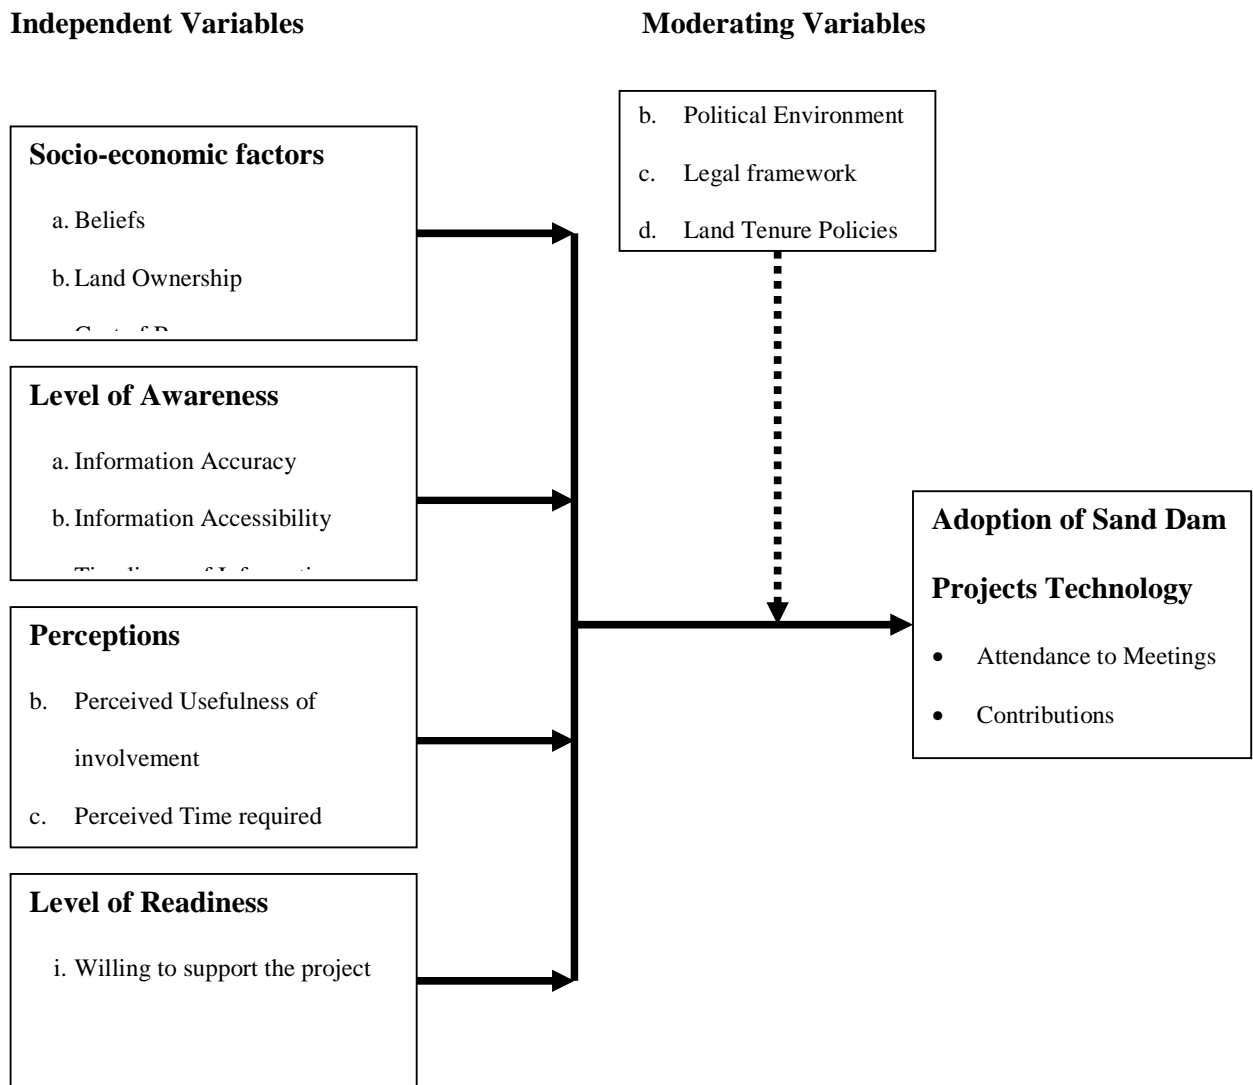 Independent Variables
Moderating Variables
Socio-economic factors
a. Beliefs
b. Land Ownership
Level of Awareness
a. Information Accuracy
b. Information Accessibility
Perceptions
b. Perceived Usefulness of
involvement
c. Perceived Time required
Level of Readiness
i. Willing to support the project
b. Political Environment
c. Legal framework
d. Land Tenure Policies
Adoption of Sand Dam
Projects Technology
• Attendance to Meetings
• Contributions